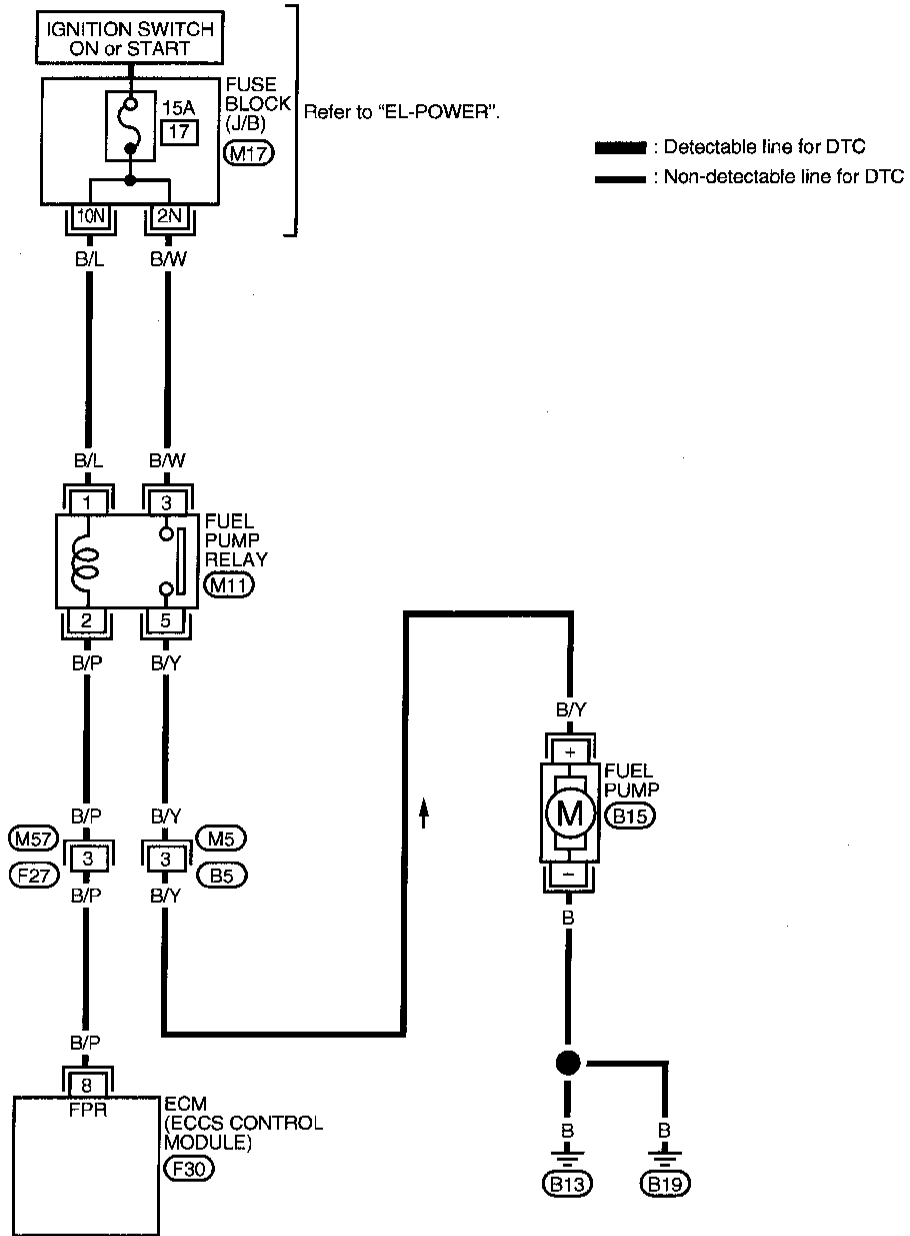 IGNITION SWITCH
ON or START
FUSE
BLOCK
(J/B)
M17
15A
17
Refer to "EL-POWER".
: Detectable line for DTC
: Non-detectable line for DTC
10N
2N
B/L
B/W
B/L
B/W
1
3
FUEL
PUMP
RELAY
M11
2
5
B/P
B/Y
B/Y
+
FUEL
PUMP
B15
M
−
B
B/P
B/Y
M57
3
F27
3
M5
B5
B/P
B/Y
B/P
8
FPR
ECM
(ECCS CONTROL
MODULE)
F30
B
B
B13
B19